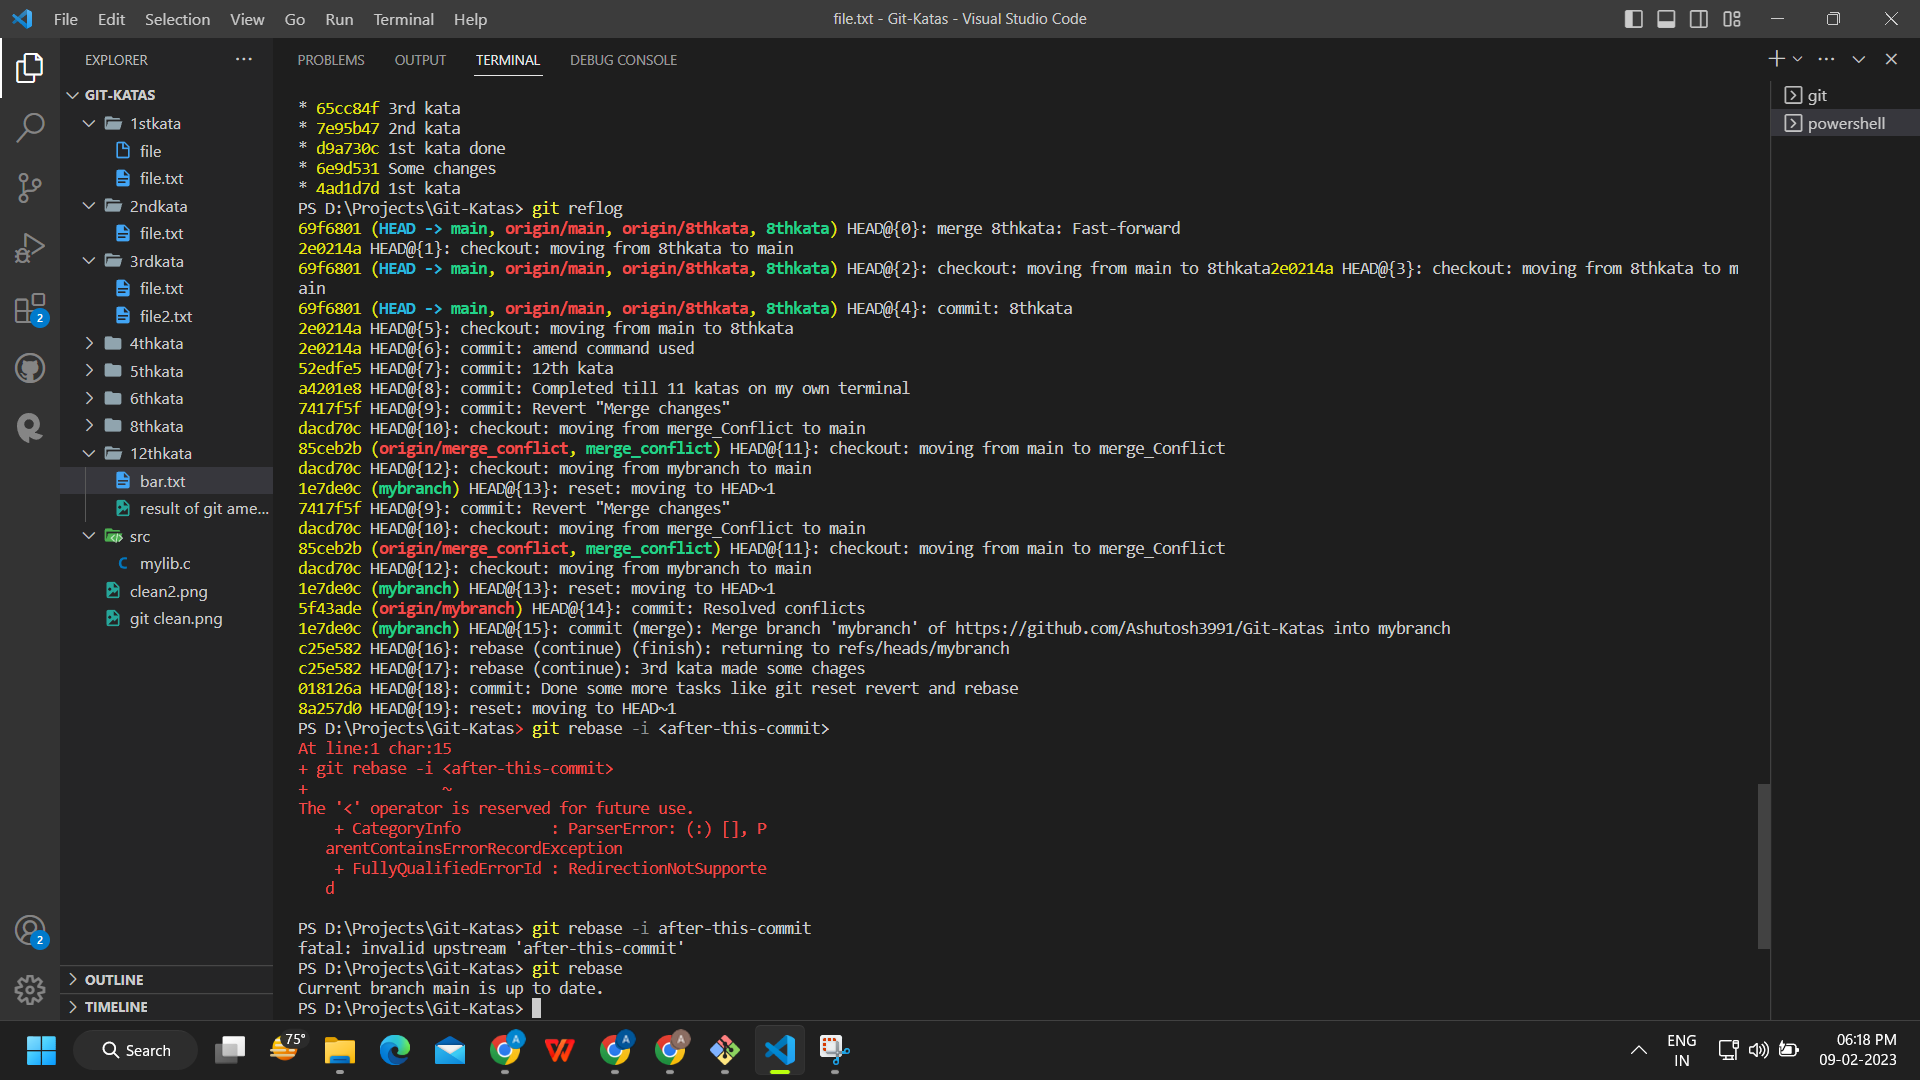 File Edit Selection View Go Run Terminal Help
file.txt - Git-Katas - Visual Studio Code
EXPLORER
GIT-KATAS
1stkata
file
file.txt
2ndkata
file.txt
3rdkata
file.txt
file2.txt
4thkata
5thkata
6thkata
8thkata
12thkata
bar.txt
result of git ame...
src
C mylib.c
clean2.png
git clean.png
OUTLINE
TIMELINE
2
2
PROBLEMS OUTPUT TERMINAL DEBUG CONSOLE
* 65cc84f 3rd kata
* 7e95b47 2nd kata
* d9a730c 1st kata done
* 6e9d531 Some changes
* 4ad1d7d 1st kata
PS D:\Projects\Git-Katas> git reflog
69f6801 (HEAD -> main, origin/main, origin/8thkata, 8thkata) HEAD@{0}: merge 8thkata: Fast-forward
2e0214a HEAD@{1}: checkout: moving from 8thkata to main
69f6801 (HEAD -> main, origin/main, origin/8thkata, 8thkata) HEAD@{2}: checkout: moving from main to 8thkata2e0214a HEAD@{3}: checkout: moving from 8thkata to m
ain
69f6801 (HEAD -> main, origin/main, origin/8thkata, 8thkata) HEAD@{4}: commit: 8thkata
2e0214a HEAD@{5}: checkout: moving from main to 8thkata
2e0214a HEAD@{6}: commit: amend command used
52edfe5 HEAD@{7}: commit: 12th kata
a4201e8 HEAD@{8}: commit: Completed till 11 katas on my own terminal
7417f5f HEAD@{9}: commit: Revert "Merge changes"
dacd70c HEAD@{10}: checkout: moving from merge_Conflict to main
85ceb2b (origin/merge_conflict, merge_conflict) HEAD@{11}: checkout: moving from main to merge_Conflict
dacd70c HEAD@{12}: checkout: moving from mybranch to main
1e7de0c (mybranch) HEAD@{13}: reset: moving to HEAD~1
7417f5f HEAD@{9}: commit: Revert "Merge changes"
dacd70c HEAD@{10}: checkout: moving from merge_Conflict to main
85ceb2b (origin/merge_conflict, merge_conflict) HEAD@{11}: checkout: moving from main to merge_Conflict
dacd70c HEAD@{12}: checkout: moving from mybranch to main
1e7de0c (mybranch) HEAD@{13}: reset: moving to HEAD~1
5f43ade (origin/mybranch) HEAD@{14}: commit: Resolved conflicts
1e7de0c (mybranch) HEAD@{15}: commit (merge): Merge branch 'mybranch' of https://github.com/Ashutosh3991/Git-Katas into mybranch
c25e582 HEAD@{16}: rebase (continue) (finish): returning to refs/heads/mybranch
c25e582 HEAD@{17}: rebase (continue): 3rd kata made some chages
018126a HEAD@{18}: commit: Done some more tasks like git reset revert and rebase
8a257d0 HEAD@{19}: reset: moving to HEAD~1
PS D:\Projects\Git-Katas> git rebase -i <after-this-commit>
At line:1 char:15
+ git rebase -i <after-this-commit>
+ ~
The '<' operator is reserved for future use.
+ CategoryInfo : ParserError: (:) [], P
arentContainsErrorRecordException
+ FullyQualifiedErrorId : RedirectionNotSupporte
d
PS D:\Projects\Git-Katas> git rebase -i after-this-commit
fatal: invalid upstream 'after-this-commit'
PS D:\Projects\Git-Katas> git rebase
Current branch main is up to date.
PS D:\Projects\Git-Katas>
git
powershell
75°
Search
A
A
A
W
ENG
IN
06:18 PM
09-02-2023